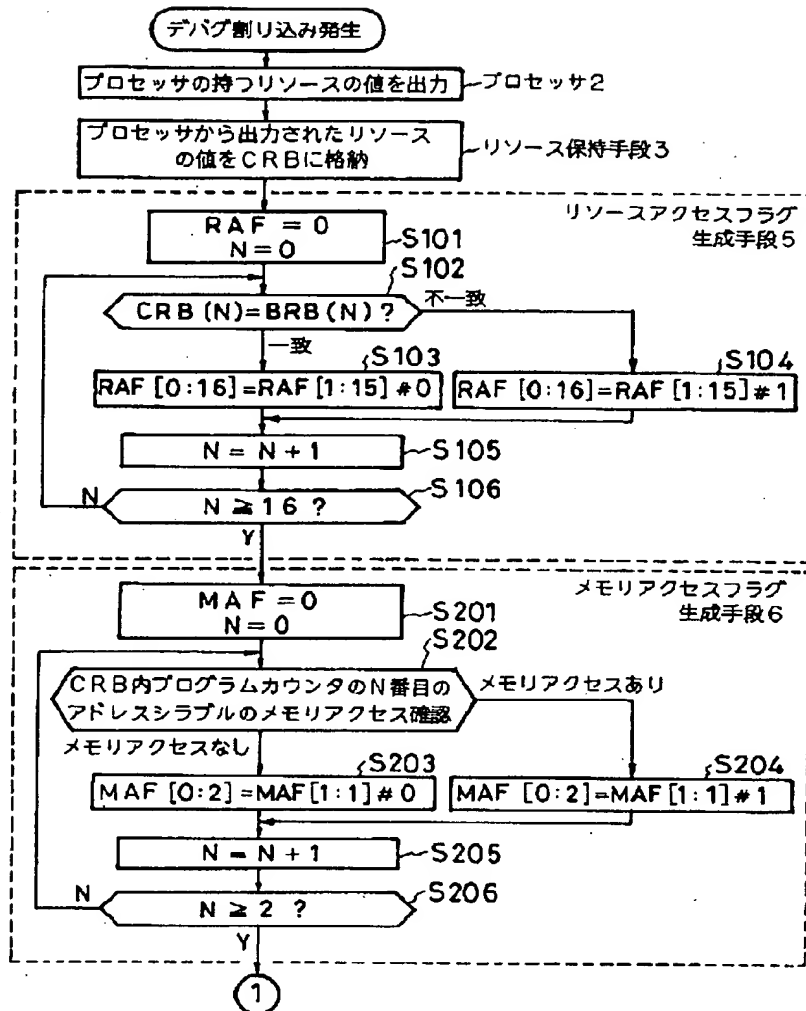 デバグ割り込み発生
プロセッサの持つリソースの値を出力
プロセッサ2
プロセッサから出力されたリソース
の値をCRBに格納
リソース保持手段3
リソースアクセスフラグ
生成手段5
RAF = 0
N=0
S101
S102
CRB(N)=BRB(N)?
不一致
一致
S103
S104
RAF[0:16]=RAF[1:15]#0
RAF[0:16]=RAF[1:15]#1
N = N+1
S105
S106
N
N ≧ 16 ?
Y
メモリアクセスフラグ
生成手段6
MAF=0
N=0
S201
S202
CRB内プログラムカウンタのN番目の
アドレスシラブルのメモリアクセス確認
メモリアクセスあり
メモリアクセスなし
S203
S204
MAF[0:2]=MAF[1:1]#0
MAF[0:2]=MAF[1:1]#1
N = N+1
S205
S206
N
N ≧ 2 ?
Y
1